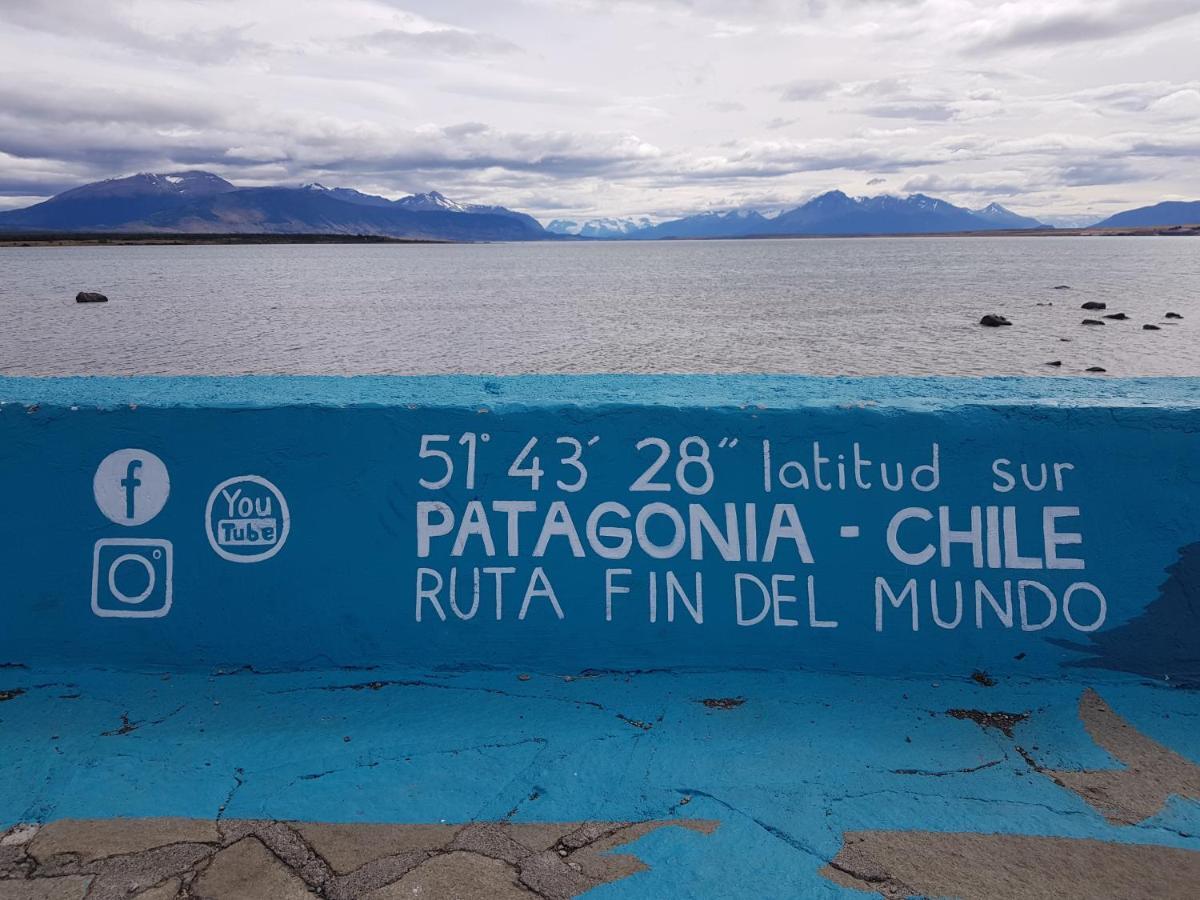 f
You
Tube
51° 43´ 28” latitud sur
PATAGONIA - CHILE
RUTA FIN DEL MUNDO